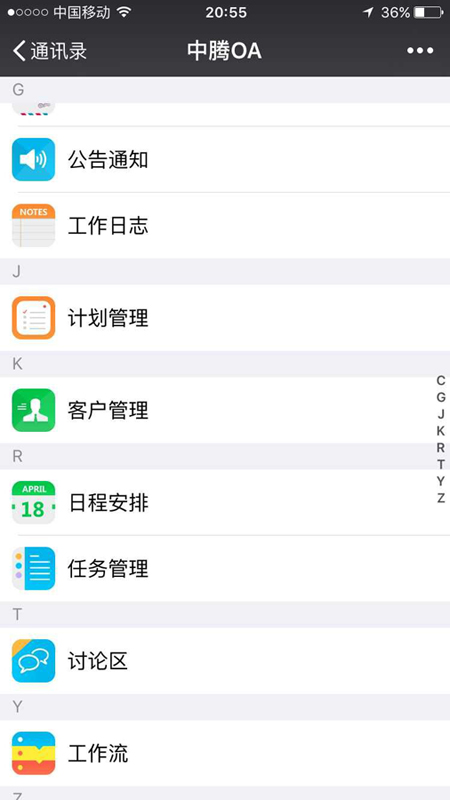 中国移动 20:55 36%
通讯录 中腾OA
G
公告通知
NOTES
工作日志
J
计划管理
K
客户管理
R
APRIL
18
日程安排
任务管理
T
讨论区
Y
工作流
Z
C
G
J
K
R
T
Y
Z